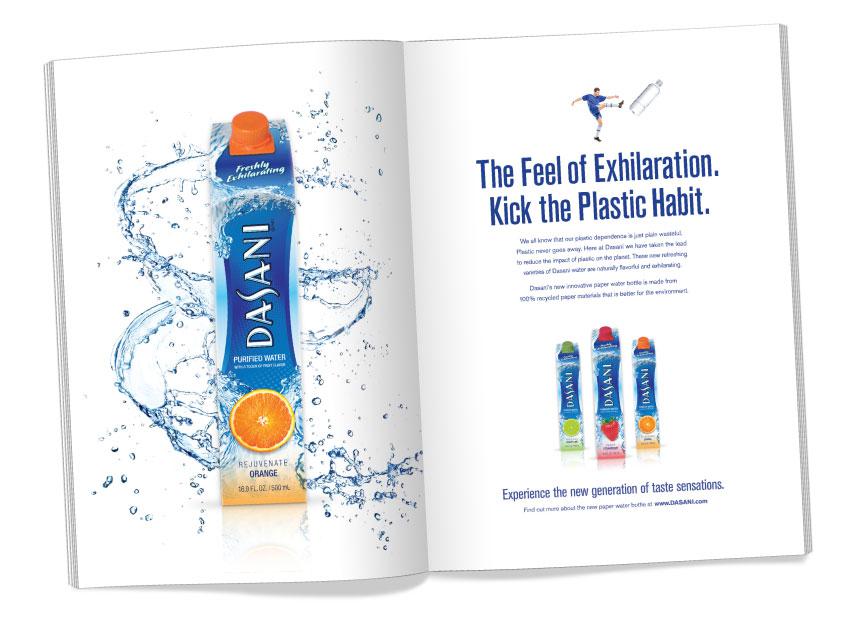 Freshly
Exhilarating
DASANI
PURIFIED WATER
WITH A TOUCH OF FRUIT FLAVOR
REJUVENATE
ORANGE
16.9 FL. OZ. / 500 mL
The Feel of Exhilaration.
Kick the Plastic Habit.
We all know that our plastic dependence is just plain wasteful.
Plastic never goes away. Here at Dasani we have taken the lead
to reduce the impact of plastic on the planet. These new refreshing
varieties of Dasani water are naturally flavorful and exhilarating.
Dasani's new innovative paper water bottle is made from
100% recycled paper materials that is better for the environment.
DASANI
DASANI
DASANI
Experience the new generation of taste sensations.
Find out more about the new paper water bottle at www.DASANI.com